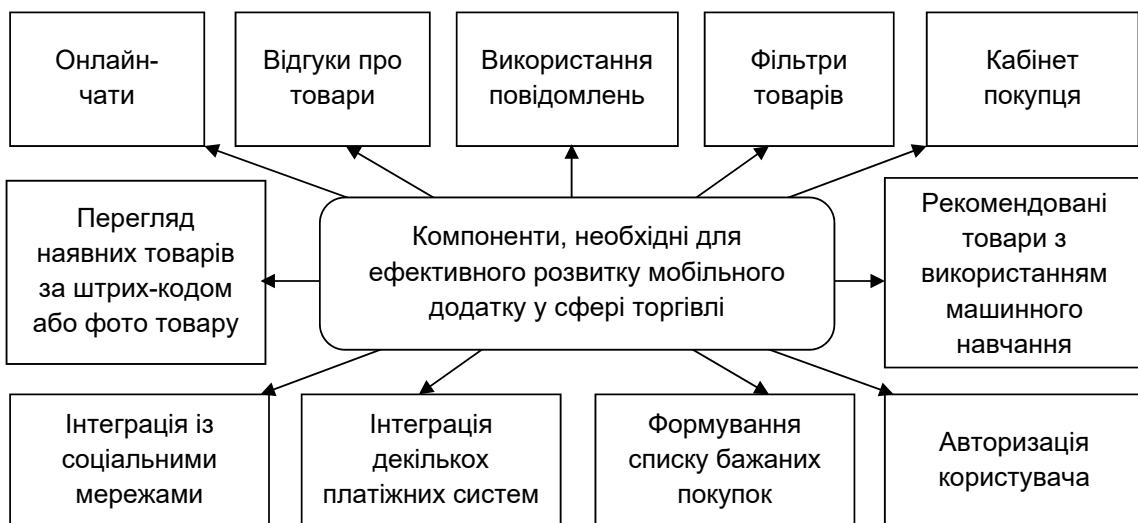 Онлайн-
чати
Відгуки про
товари
Використання
повідомлень
Фільтри
товарів
Кабінет
покупця
Перегляд
наявних товарів
за штрих-кодом
або фото товару
Компоненти, необхідні для
ефективного розвитку мобільного
додатку у сфері торгівлі
Рекомендовані
товари з
використанням
машинного
навчання
Інтеграція із
соціальними
мережами
Інтеграція
декількох
платіжних систем
Формування
списку бажаних
покупок
Авторизація
користувача